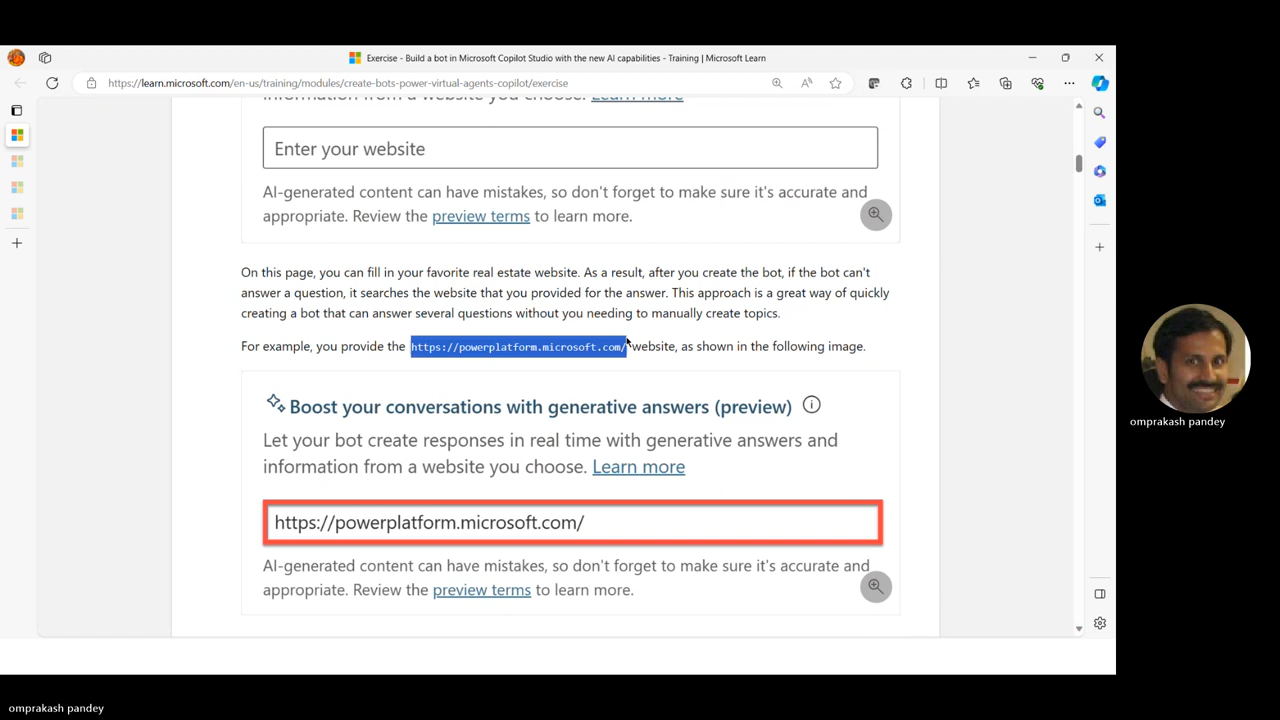 Exercise - Build a bot in Microsoft Copilot Studio with the new AI capabilities - Training | Microsoft Learn
https://learn.microsoft.com/en-us/training/modules/create-bots-power-virtual-agents-copilot/exercise
information from a website you choose. Learn more
Enter your website
AI-generated content can have mistakes, so don't forget to make sure it's accurate and
appropriate. Review the preview terms to learn more.
On this page, you can fill in your favorite real estate website. As a result, after you create the bot, if the bot can't
answer a question, it searches the website that you provided for the answer. This approach is a great way of quickly
creating a bot that can answer several questions without you needing to manually create topics.
For example, you provide the https://powerplatform.microsoft.com/ website, as shown in the following image.
Boost your conversations with generative answers (preview)
Let your bot create responses in real time with generative answers and
information from a website you choose. Learn more
https://powerplatform.microsoft.com/
AI-generated content can have mistakes, so don't forget to make sure it's accurate and
appropriate. Review the preview terms to learn more.
omprakash pandey
omprakash pandey